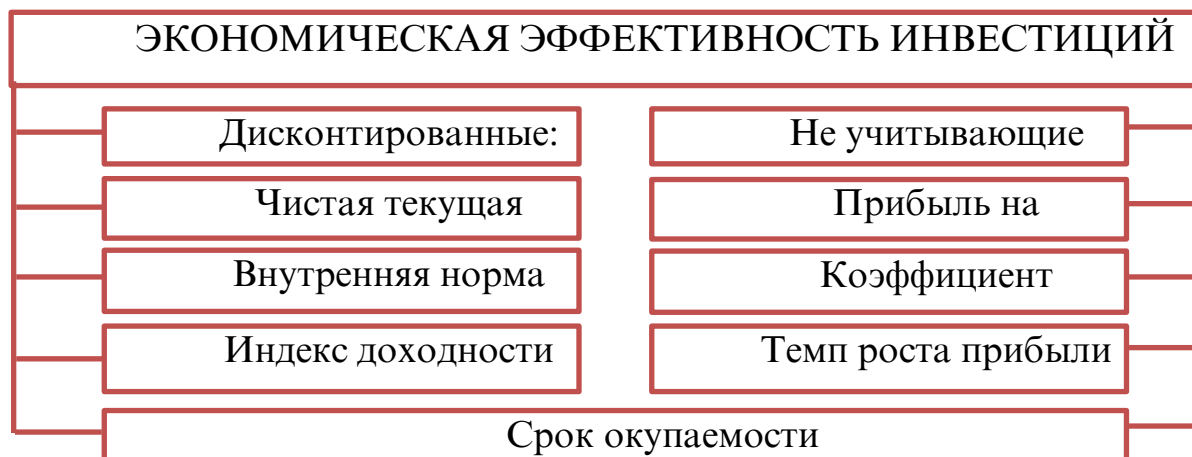 ЭКОНОМИЧЕСКАЯ ЭФФЕКТИВНОСТЬ ИНВЕСТИЦИЙ
Дисконтированные:
Не учитывающие
Чистая текущая
Прибыль на
Внутренняя норма
Коэффициент
Индекс доходности
Темп роста прибыли
Срок окупаемости